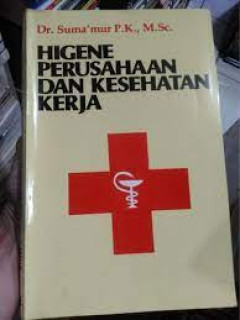 Dr. Suma'mur P.K., M.Sc.
HIGENE
PERUSAHAAN
DAN KESEHATAN
KERJA